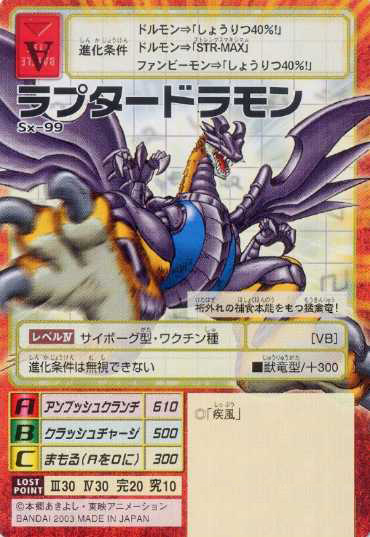 V
進化条件
ドルモン⇒「しょうりつ40%!」
ドルモン⇒「STR-MAX」
ファンビーモン⇒「しょうりつ40%!」
ラプタードラモン
Sx-99
桁外れの捕食本能をもつ猛禽竜!
レベルⅣ サイボーグ型・ワクチン種 [VB]
進化条件は無視できない ■獣竜型/+300
A アンブッシュクランチ 610
B クラッシュチャージ 500
C まもる(Aを0に) 300
◎「疾風」
LOST POINT Ⅲ30 Ⅳ30 完20 究10
©本郷あきよし・東映アニメーション
BANDAI 2003 MADE IN JAPAN